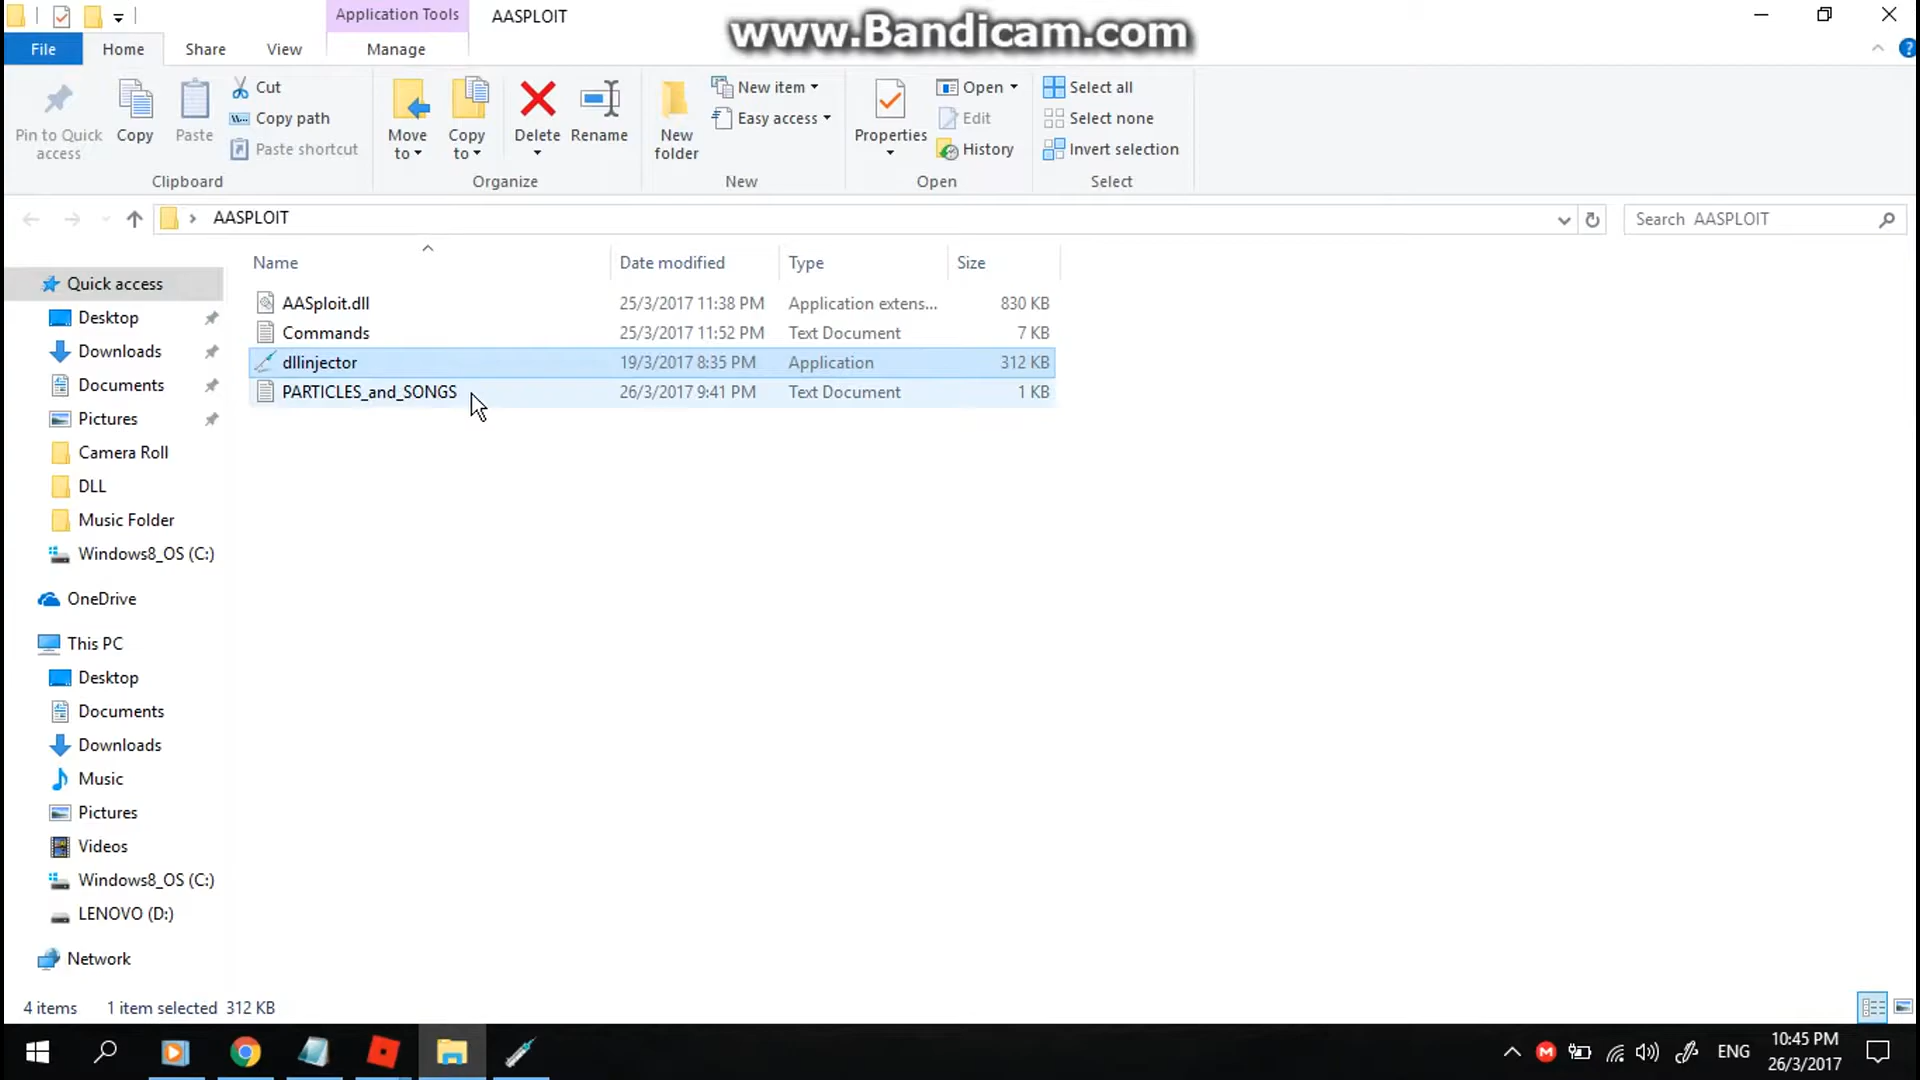 Application Tools
AASPLOIT
www.Bandicam.com
File
Home
Share
View
Manage
?
Pin to Quick access
Copy
Paste
Cut
Copy path
Paste shortcut
Move to
Copy to
Delete
Rename
New folder
New item
Easy access
Properties
Open
Edit
History
Select all
Select none
Invert selection
Clipboard
Organize
New
Open
Select
AASPLOIT
Search AASPLOIT
Name
Date modified
Type
Size
AASploit.dll 25/3/2017 11:38 PM Application extens... 830 KB
Commands 25/3/2017 11:52 PM Text Document 7 KB
dllinjector 19/3/2017 8:35 PM Application 312 KB
PARTICLES_and_SONGS 26/3/2017 9:41 PM Text Document 1 KB
Quick access
Desktop
Downloads
Documents
Pictures
Camera Roll
DLL
Music Folder
Windows8_OS (C:)
OneDrive
This PC
Desktop
Documents
Downloads
Music
Pictures
Videos
Windows8_OS (C:)
LENOVO (D:)
Network
4 items 1 item selected 312 KB
M
ENG
10:45 PM
26/3/2017